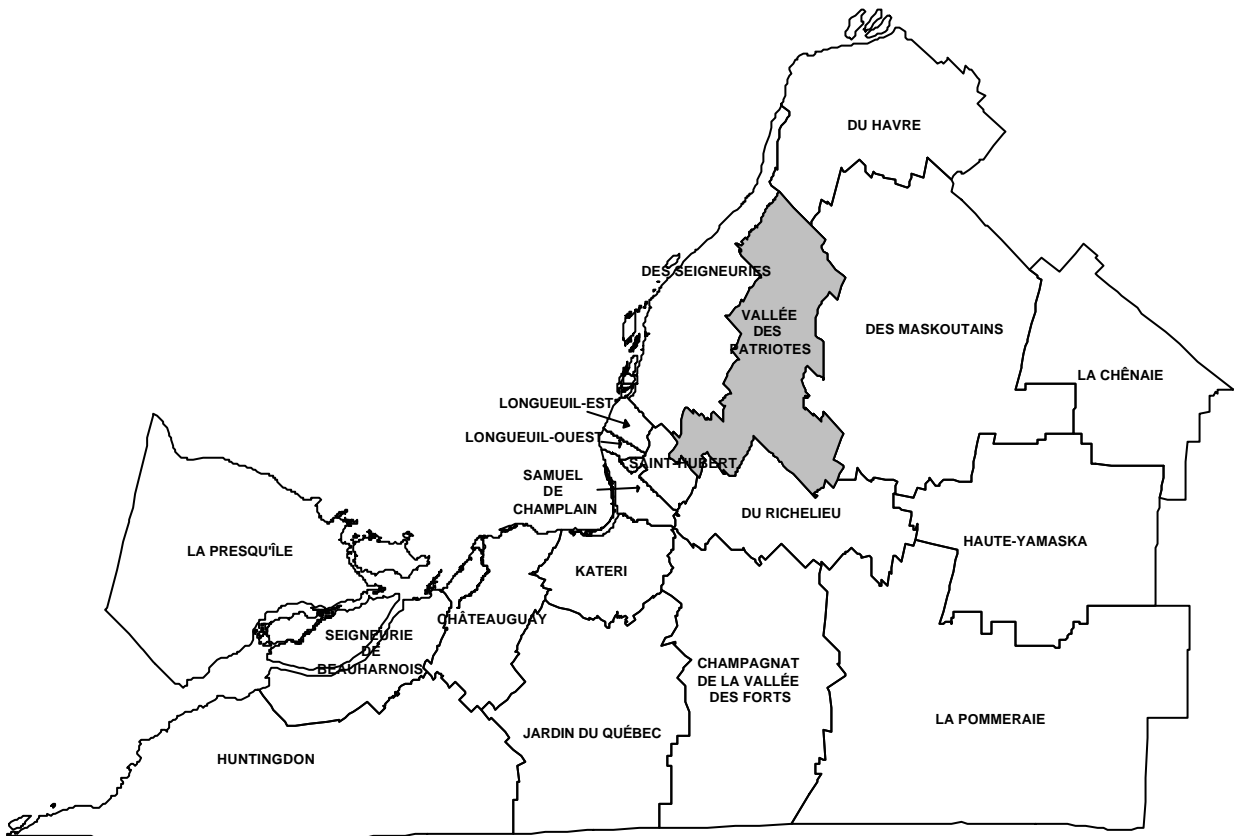 DU HAVRE
DES SEIGNEURIES
VALLÉE
DES
PATRIOTES
DES MASKOUTAINS
LA CHÊNAIE
LONGUEUIL-EST
LONGUEUIL-OUEST
SAINT-HUBERT
SAMUEL
DE
CHAMPLAIN
DU RICHELIEU
HAUTE-YAMASKA
LA PRESQU'ÎLE
KATERI
CHÂTEAUGUAY
SEIGNEURIE
DE
BEAUHARNOIS
CHAMPAGNAT
DE LA VALLÉE
DES FORTS
LA POMMERAIE
JARDIN DU QUÉBEC
HUNTINGDON